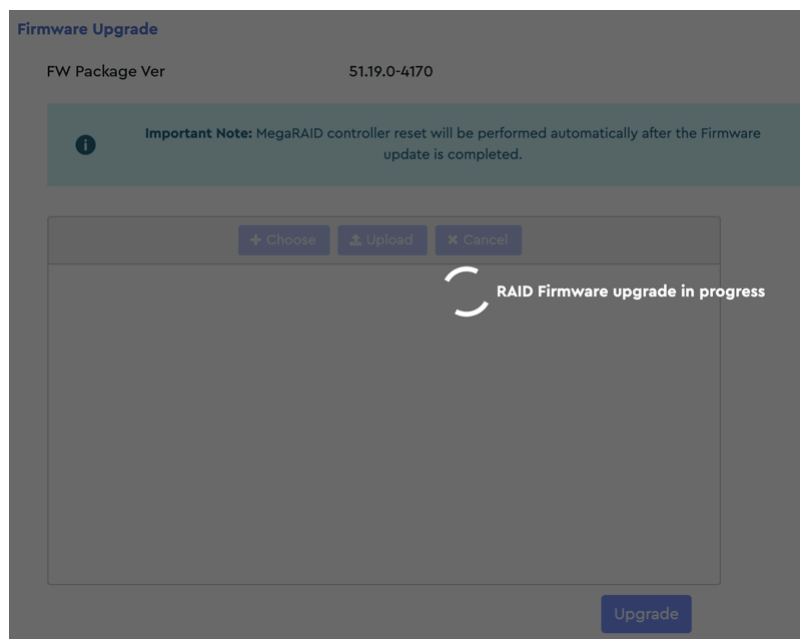 Firmware Upgrade
FW Package Ver 51.19.0-4170
Important Note: MegaRAID controller reset will be performed automatically after the Firmware
update is completed.
Choose Upload Cancel
RAID Firmware upgrade in progress
Upgrade